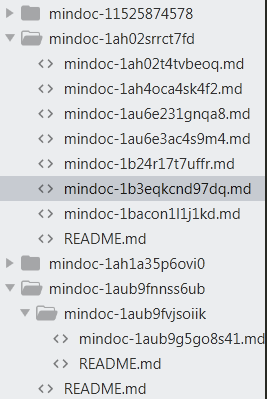 mindoc-11525874578
mindoc-1ah02srrct7fd
mindoc-1ah02t4tvbeoq.md
mindoc-1ah4oca4sk4f2.md
mindoc-1au6e231gnqa8.md
mindoc-1au6e3ac4s9m4.md
mindoc-1b24r17t7uffr.md
mindoc-1b3eqkcnd97dq.md
mindoc-1bacon1l1j1kd.md
README.md
mindoc-1ah1a35p6ovi0
mindoc-1aub9fnnss6ub
mindoc-1aub9fvjsoiik
mindoc-1aub9g5go8s41.md
README.md
README.md